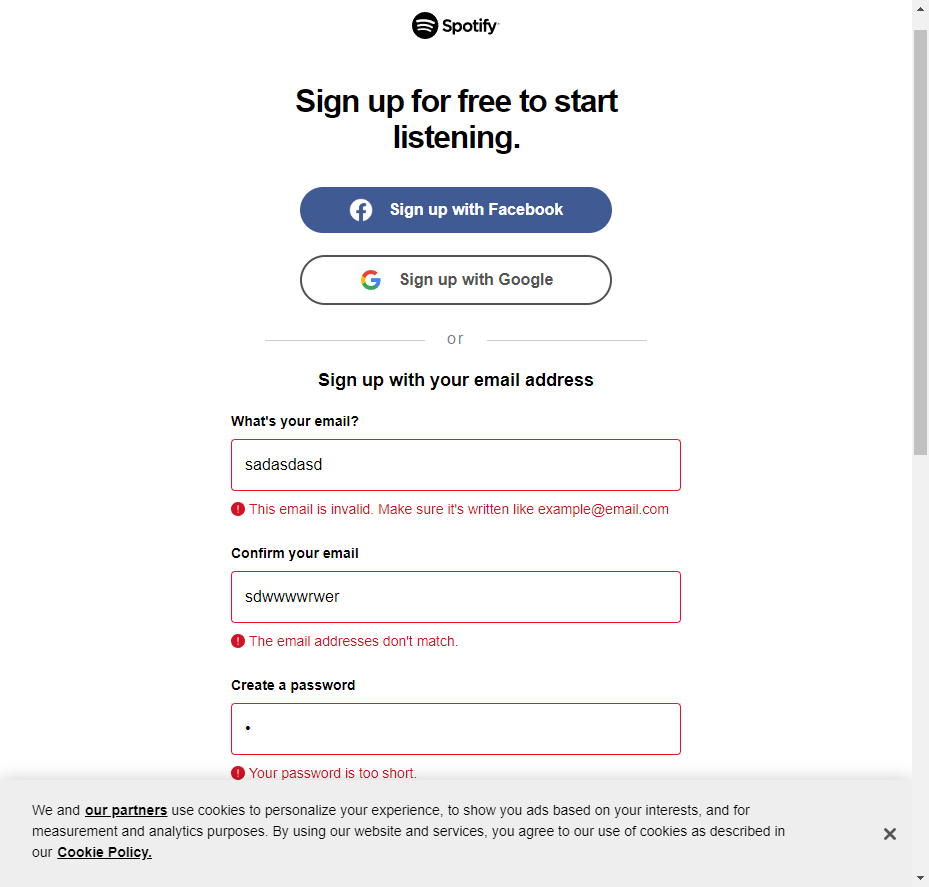 Spotify
Sign up for free to start
listening.
Sign up with Facebook
Sign up with Google
or
Sign up with your email address
What's your email?
sadasdasd
This email is invalid. Make sure it's written like example@email.com
Confirm your email
sdwwwwrwer
The email addresses don't match.
Create a password
•
Your password is too short.
We and our partners use cookies to personalize your experience, to show you ads based on your interests, and for
measurement and analytics purposes. By using our website and services, you agree to our use of cookies as described in
our Cookie Policy.